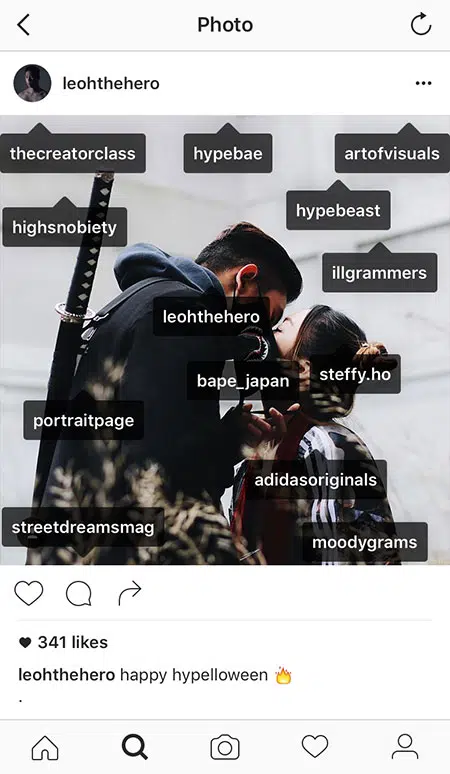 Photo
leohthehero
thecreatorclass
hypebae
artofvisuals
hypebeast
highsnobiety
illgrammers
leohthehero
steffy.ho
bape_japan
portraitpage
adidasoriginals
streetdreamsmag
moodygrams
341 likes
leohthehero happy hypelloween 🔥
.